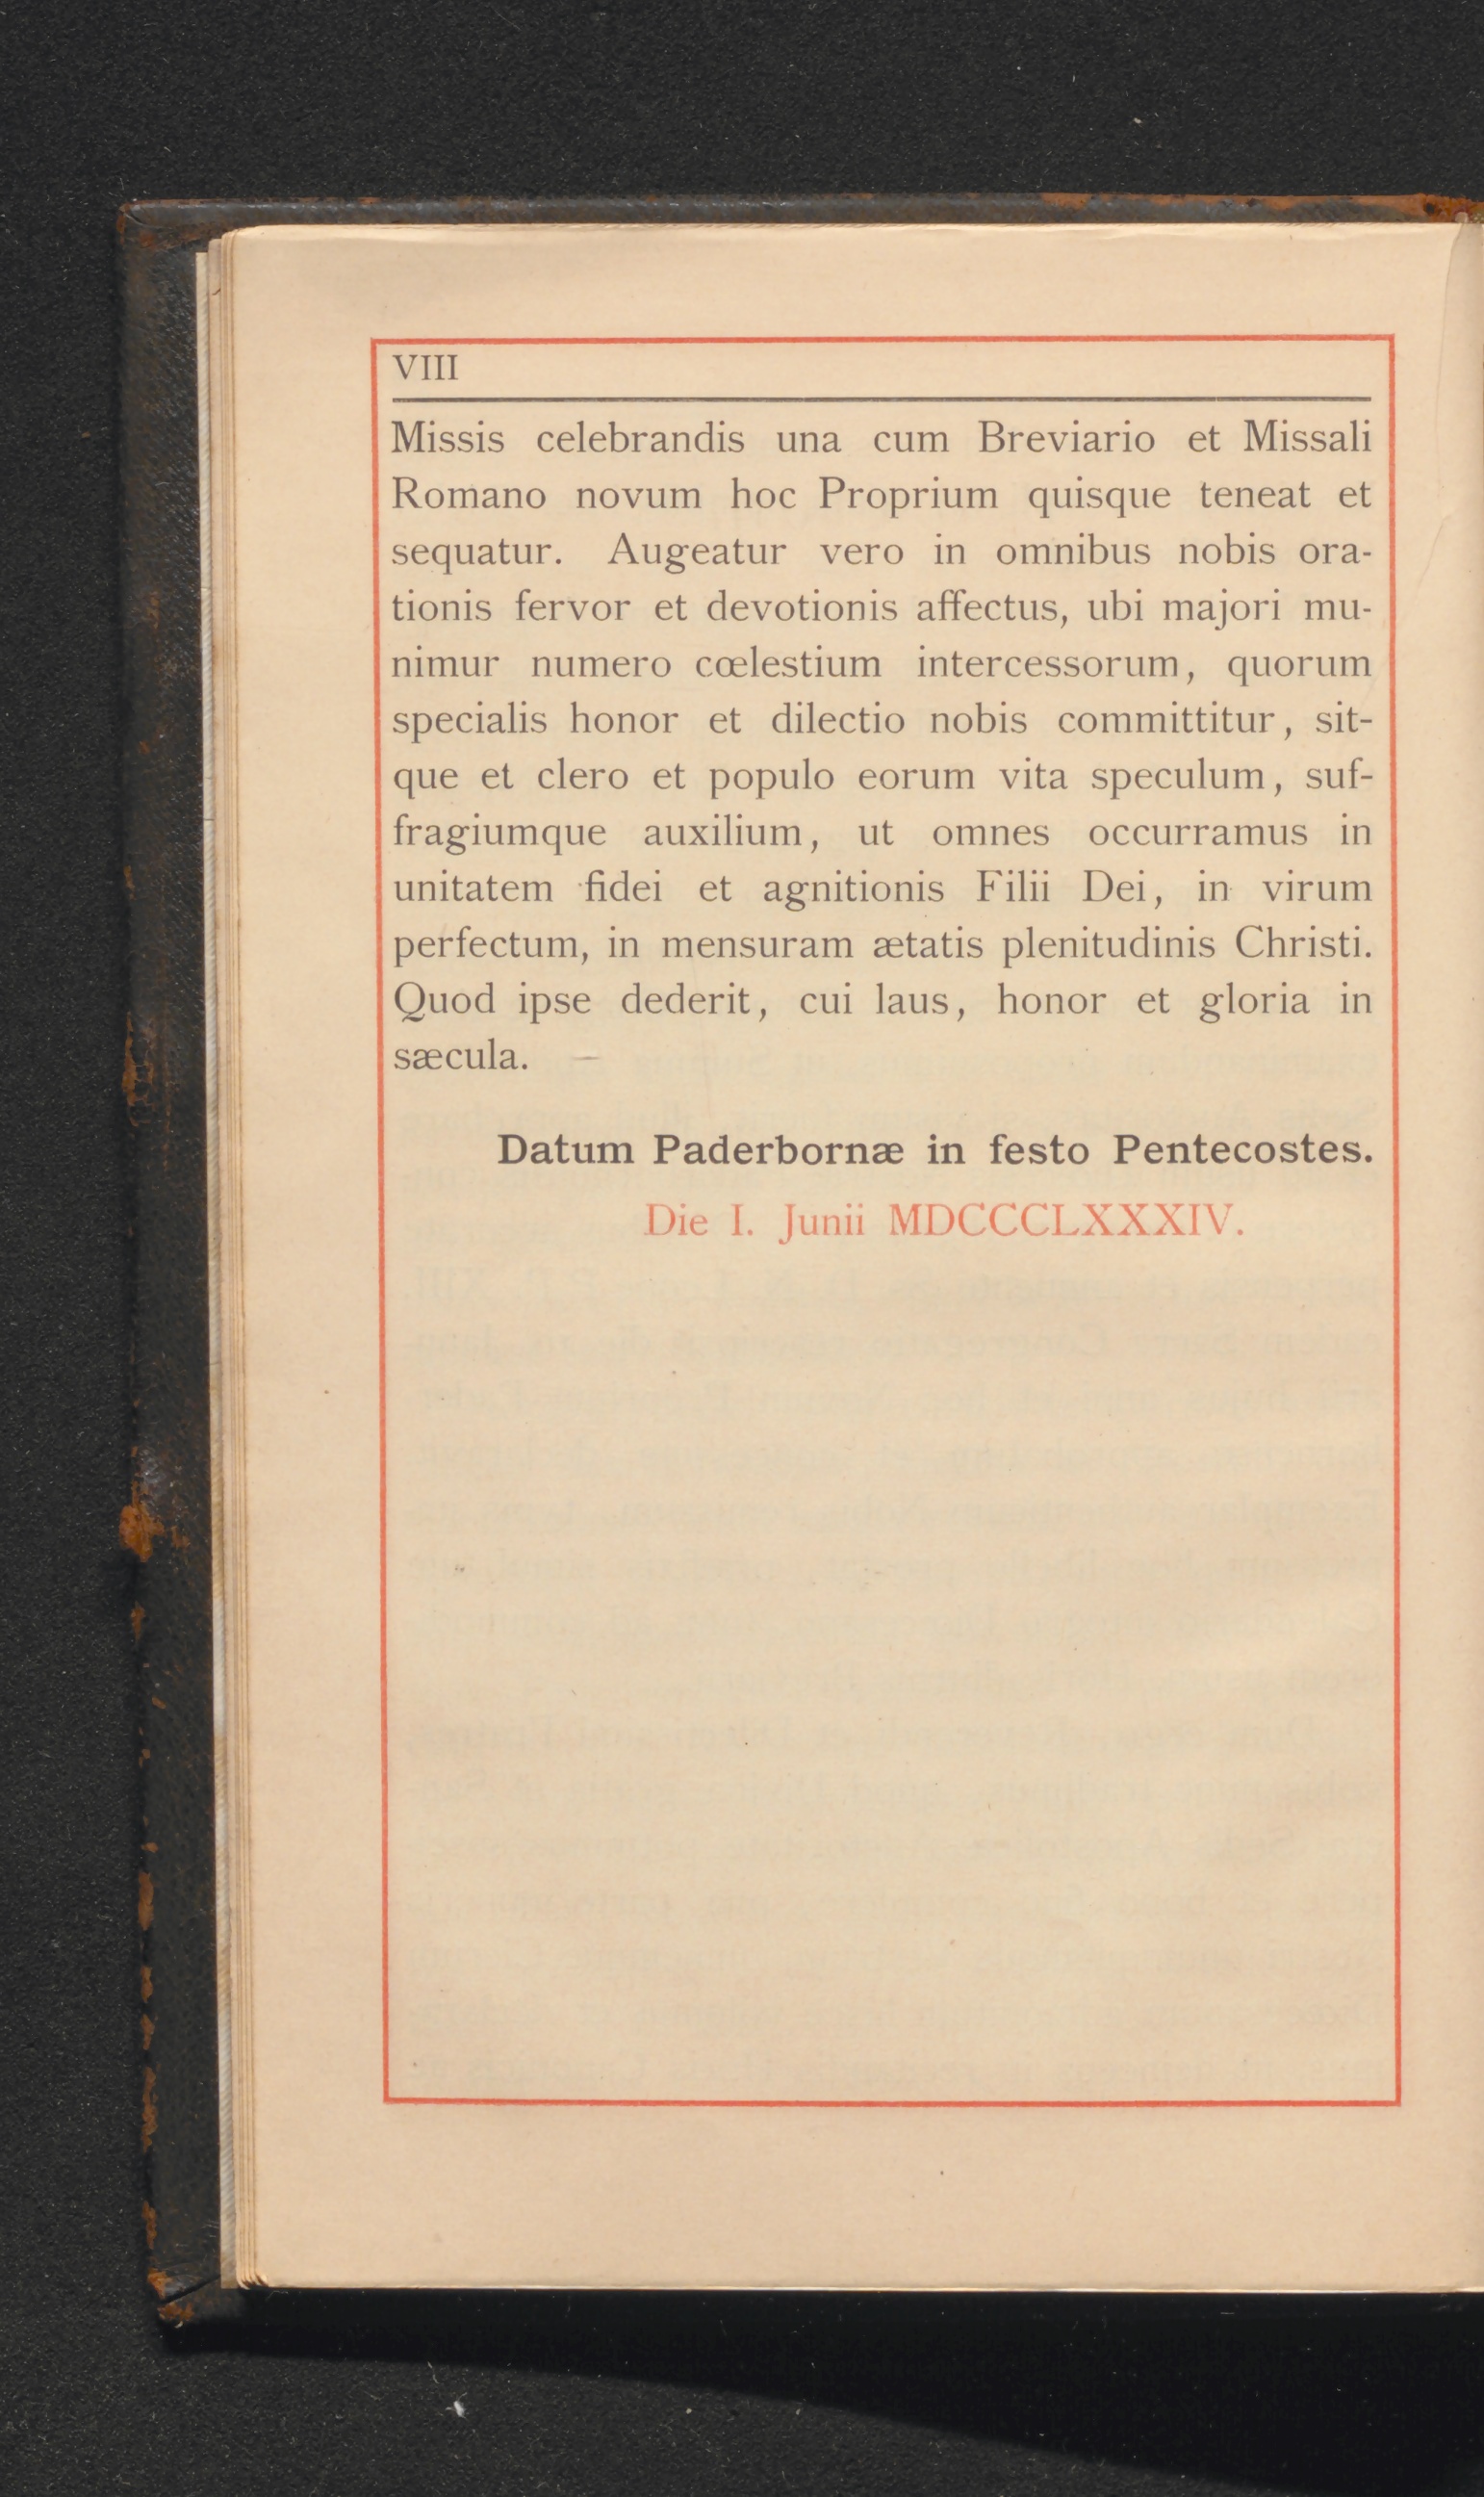 VIII
Missis celebrandis una cum Breviario et Missali
Romano novum hoc Proprium quisque teneat et
sequatur. Augeatur vero in omnibus nobis ora-
tionis fervor et devotionis affectus, ubi majori mu-
nimur numero cœlestium intercessorum, quorum
specialis honor et dilectio nobis committitur, sit-
que et clero et populo eorum vita speculum, suf-
fragiumque auxilium, ut omnes occurramus in
unitatem fidei et agnitionis Filii Dei, in virum
perfectum, in mensuram ætatis plenitudinis Christi.
Quod ipse dederit, cui laus, honor et gloria in
sæcula. —
Datum Paderbornæ in festo Pentecostes.
Die I. Junii MDCCCLXXXIV.